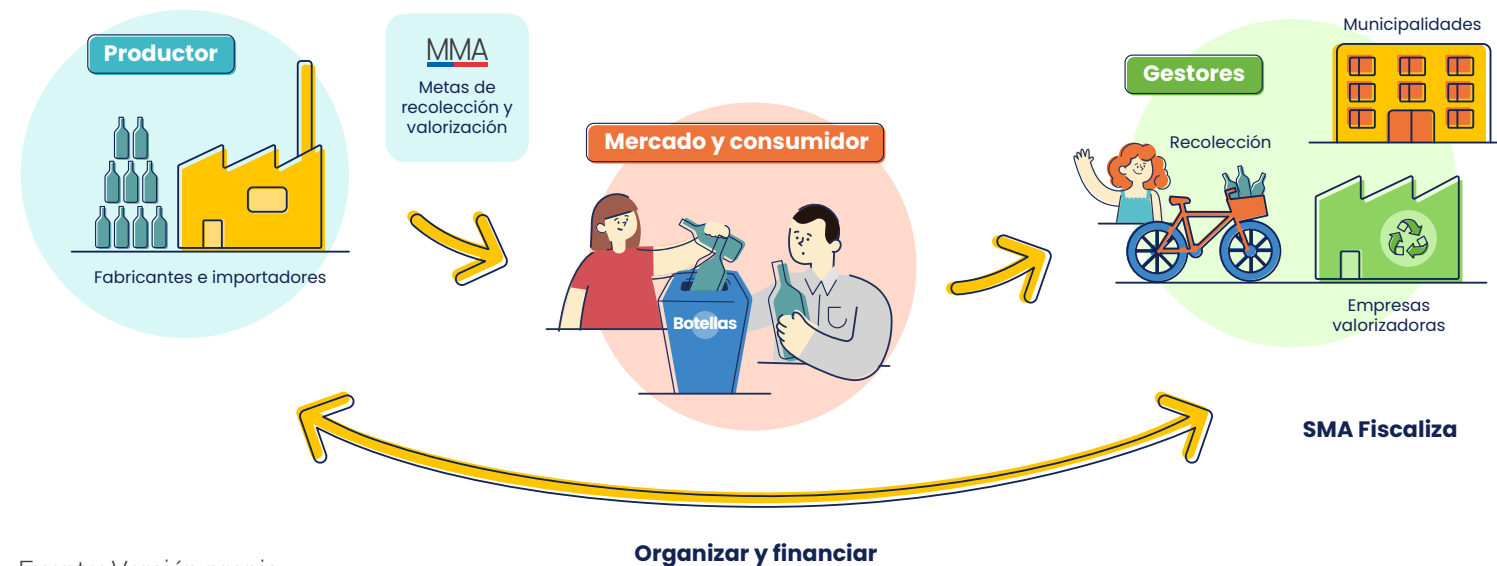 Productor
Fabricantes e importadores
MMA
Metas de
recolección y
valorización
Mercado y consumidor
Botellas
Gestores
Municipalidades
Recolección
Empresas
valorizadoras
SMA Fiscaliza
Organizar y financiar